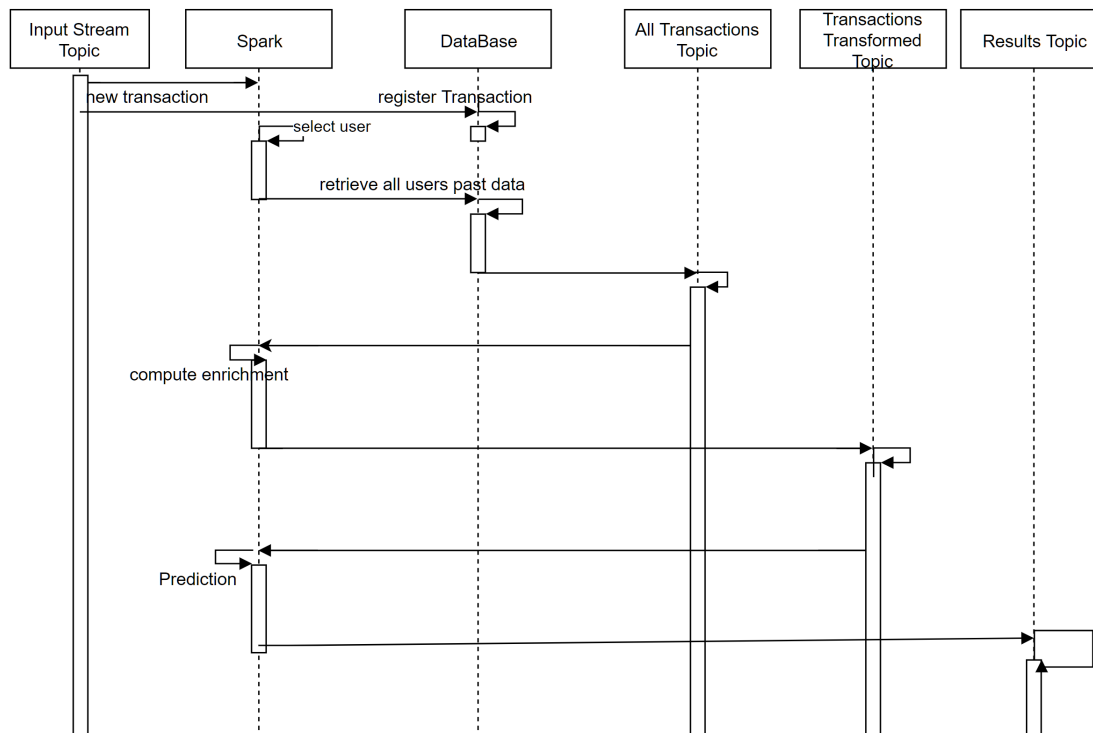 Input Stream
Topic
Spark
DataBase
All Transactions
Topic
Transactions
Transformed
Topic
Results Topic
new transaction
register Transaction
select user
retrieve all users past data
compute enrichment
Prediction